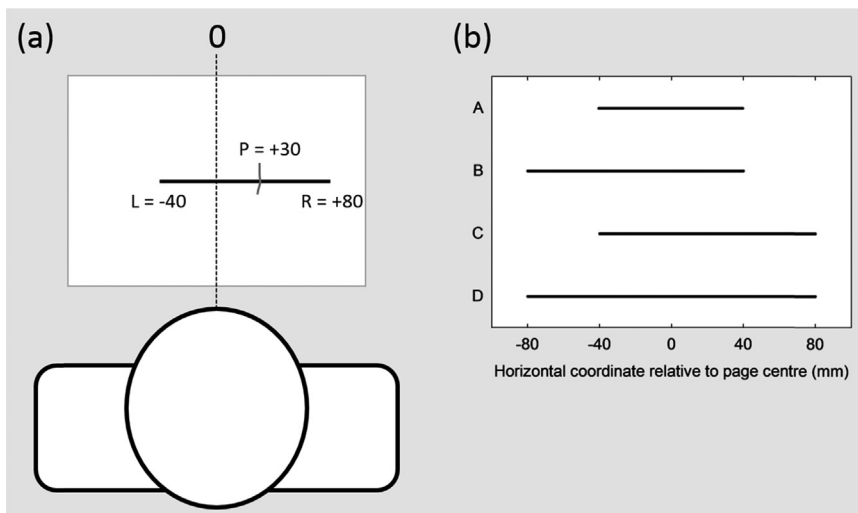 (a)
0
P = +30
L = -40
R = +80
(b)
A
B
C
D
-80 -40 0 40 80
Horizontal coordinate relative to page centre (mm)